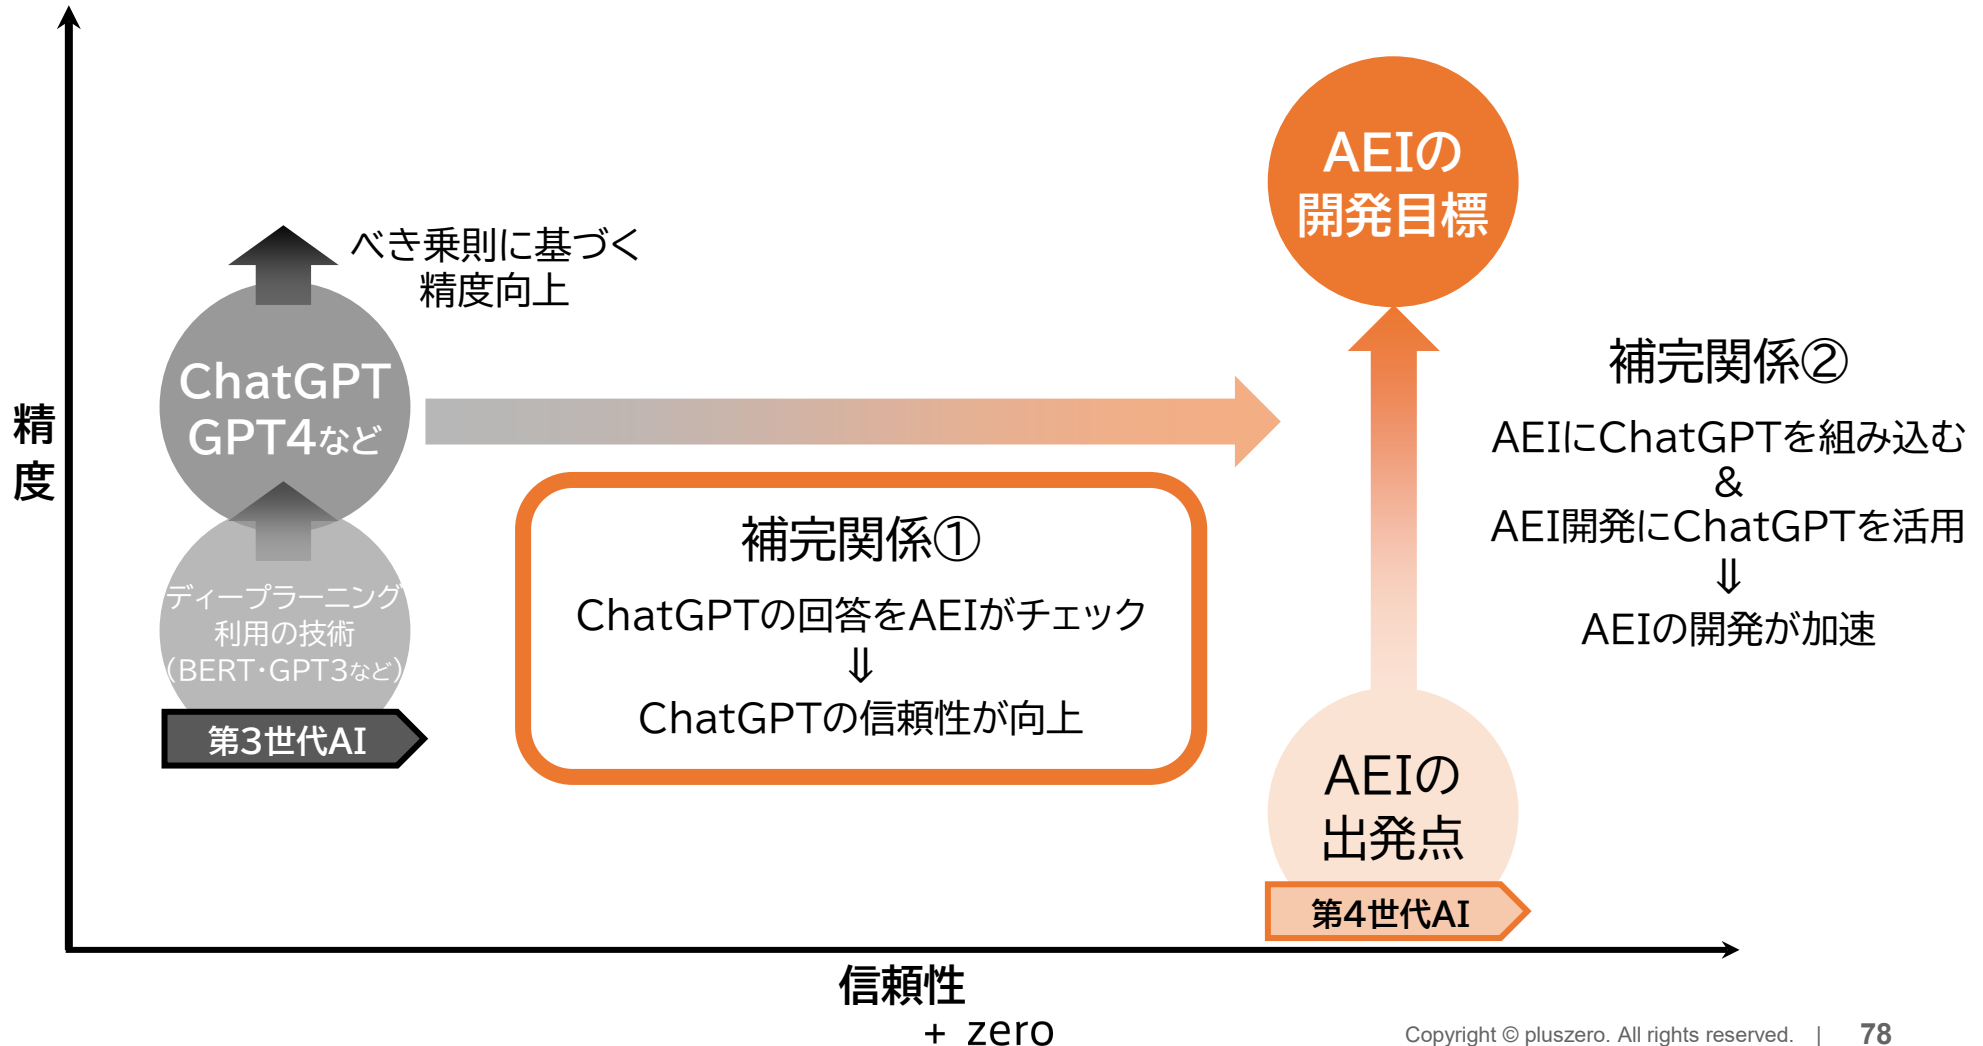 精
度
べき乗則に基づく
精度向上
ChatGPT
GPT4など
ディープラーニング
利用の技術
（BERT・GPT3など）
第3世代AI
補完関係①
ChatGPTの回答をAEIがチェック
⇓
ChatGPTの信頼性が向上
AEIの
開発目標
補完関係②
AEIにChatGPTを組み込む
&
AEI開発にChatGPTを活用
⇓
AEIの開発が加速
AEIの
出発点
第4世代AI
信頼性
+ zero
Copyright © pluszero. All rights reserved. | 78